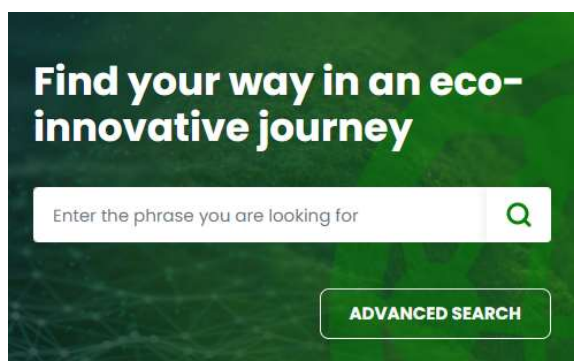 Find your way in an eco-
innovative journey
Enter the phrase you are looking for
ADVANCED SEARCH